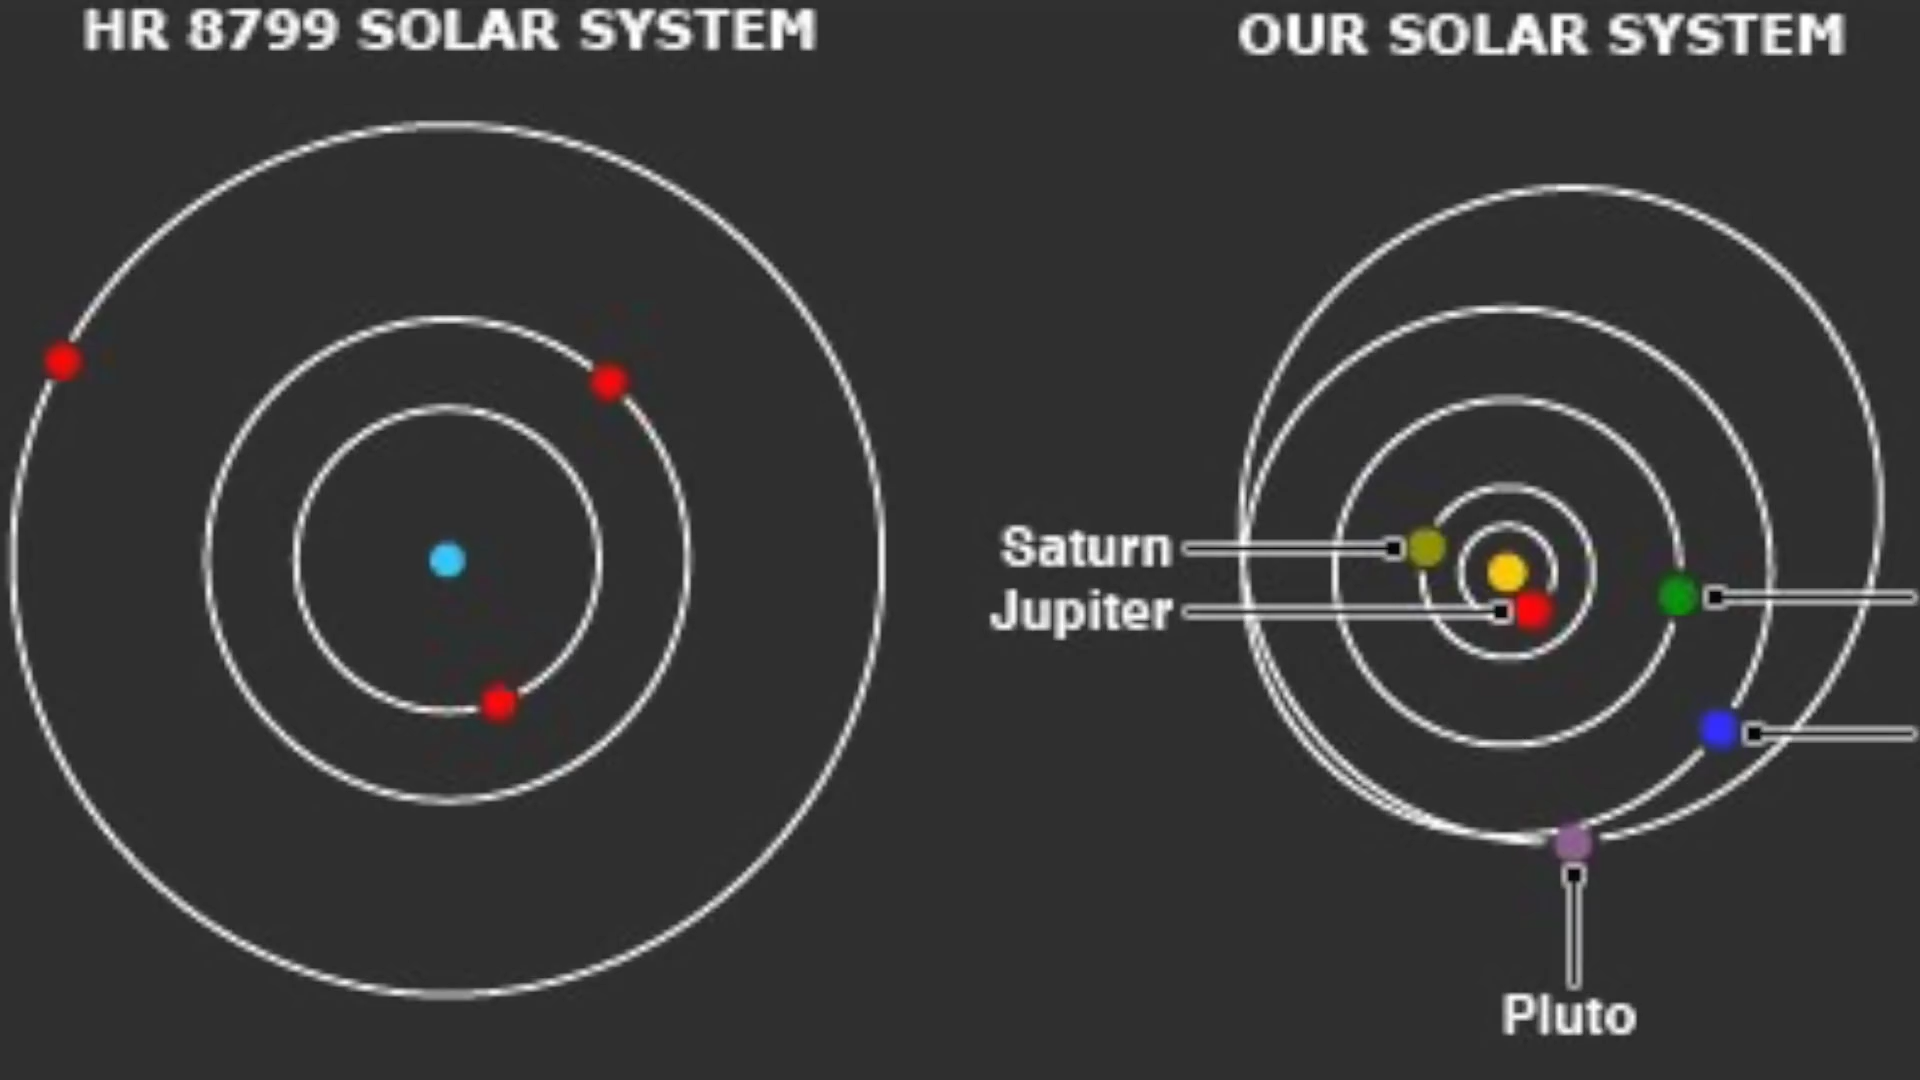 HR 8799 SOLAR SYSTEM
OUR SOLAR SYSTEM
Saturn
Jupiter
Pluto